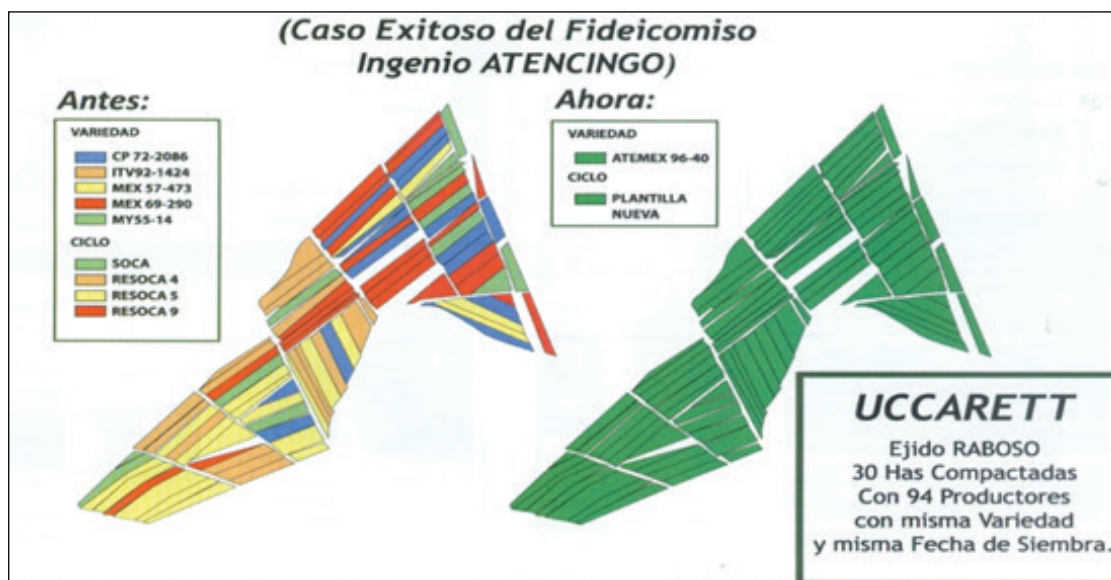 (Caso Exitoso del Fideicomiso
Ingenio ATENCINGO)
Antes:
VARIEDAD
CP 72-2086
ITV92-1424
MEX 57-473
MEX 69-290
MY55-14
CICLO
SOCA
RESOCA 4
RESOCA 5
RESOCA 9
Ahora:
VARIEDAD
ATEMEX 96-40
CICLO
PLANTILLA
NUEVA
UCCARETT
Ejido RABOSO
30 Has Compactadas
Con 94 Productores
con misma Variedad
y misma Fecha de Siembra.